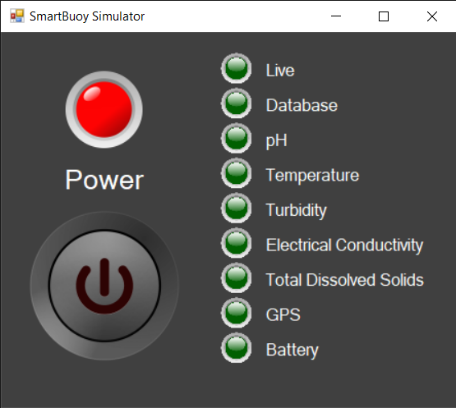 SmartBuoy Simulator
Power
Live
Database
pH
Temperature
Turbidity
Electrical Conductivity
Total Dissolved Solids
GPS
Battery